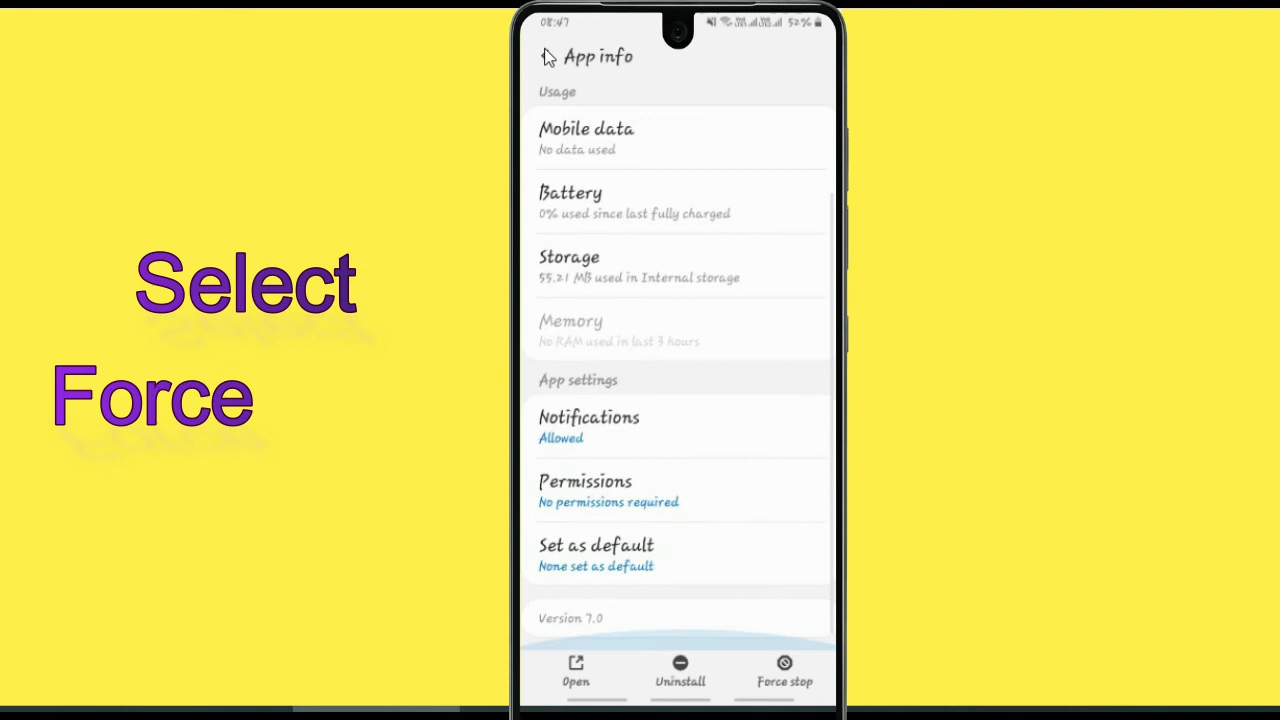 Select
Force
08:47
52%
App info
Usage
Mobile data
No data used
Battery
0% used since last fully charged
Storage
55.21 MB used in Internal storage
Memory
No RAM used in last 3 hours
App settings
Notifications
Allowed
Permissions
No permissions required
Set as default
None set as default
Version 7.0
Open
Uninstall
Force stop